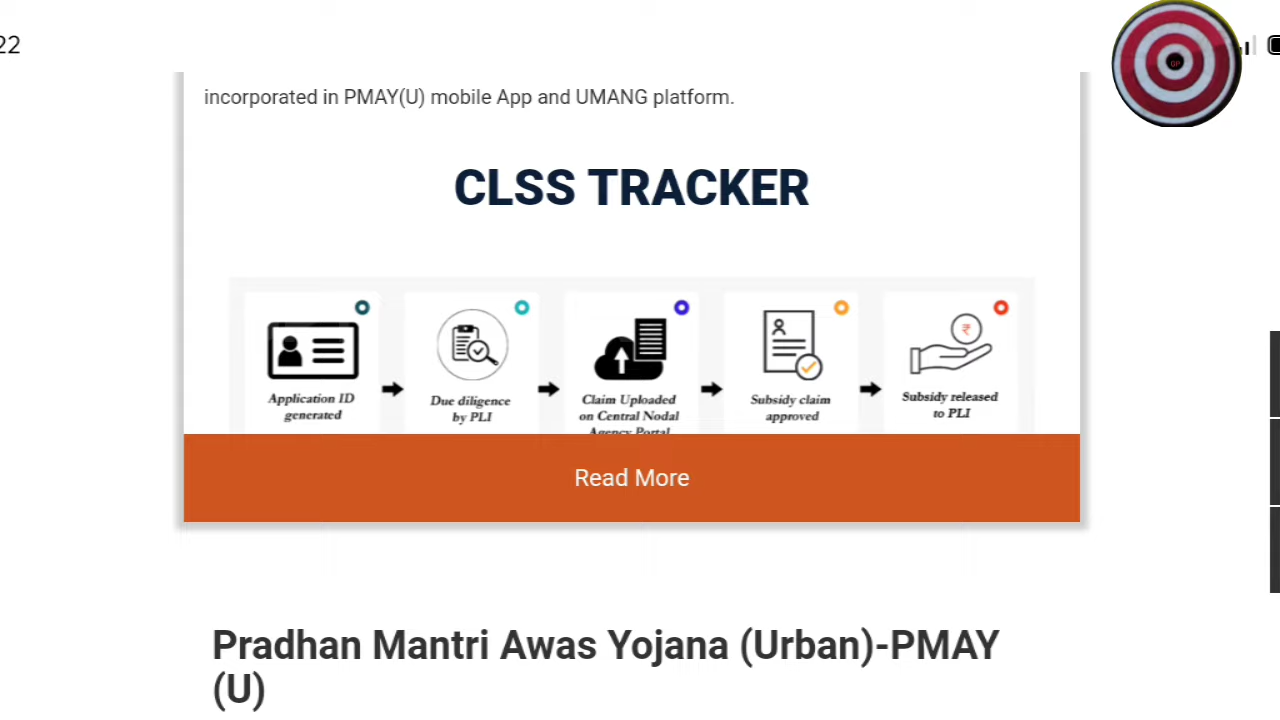 22
incorporated in PMAY(U) mobile App and UMANG platform.
CLSS TRACKER
Application ID
generated
Due diligence
by PLI
Claim Uploaded
on Central Nodal
Agency Portal
Subsidy claim
approved
Subsidy released
to PLI
Read More
Pradhan Mantri Awas Yojana (Urban)-PMAY
(U)